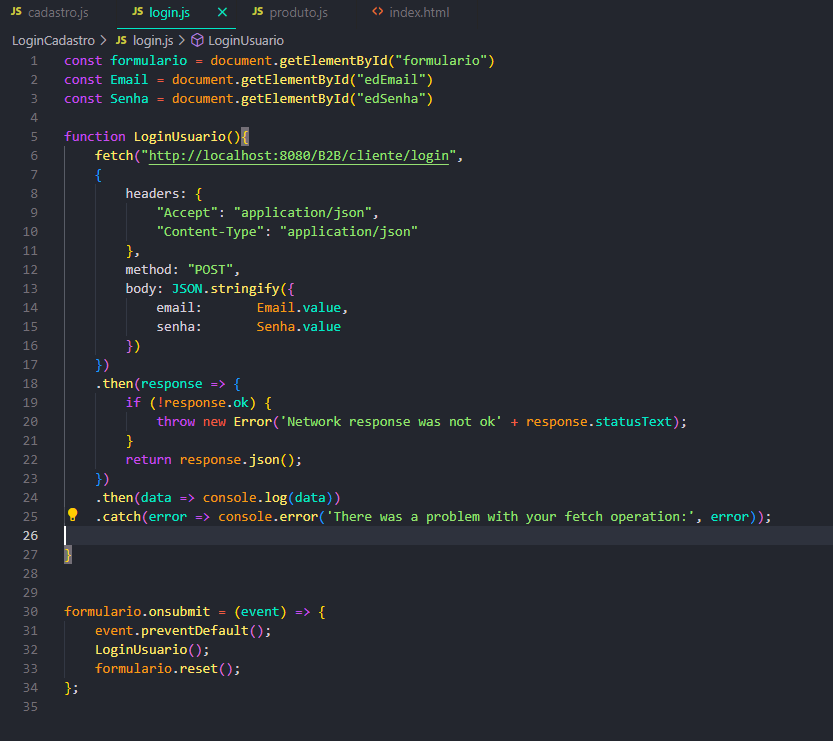 JS cadastro.js JS login.js × JS produto.js <> index.html
LoginCadastro > JS login.js > LoginUsuario
1 const formulario = document.getElementById("formulario")
2 const Email = document.getElementById("edEmail")
3 const Senha = document.getElementById("edSenha")
4
5 function LoginUsuario(){
6 fetch("http://localhost:8080/B2B/cliente/login",
7 {
8 headers: {
9 "Accept": "application/json",
10 "Content-Type": "application/json"
11 },
12 method: "POST",
13 body: JSON.stringify({
14 email: Email.value,
15 senha: Senha.value
16 })
17 })
18 .then(response => {
19 if (!response.ok) {
20 throw new Error('Network response was not ok' + response.statusText);
21 }
22 return response.json();
23 })
24 .then(data => console.log(data))
25 .catch(error => console.error('There was a problem with your fetch operation:', error));
26
27 }
28
29
30 formulario.onsubmit = (event) => {
31 event.preventDefault();
32 LoginUsuario();
33 formulario.reset();
34 };
35